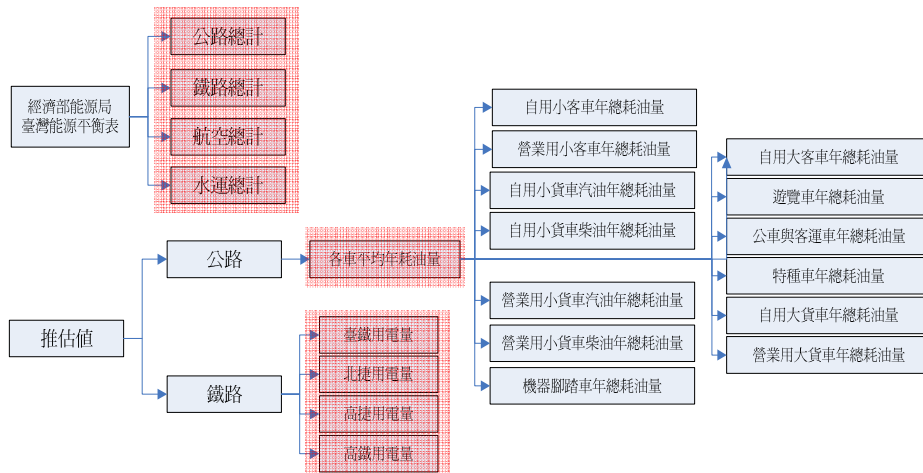 經濟部能源局
臺灣能源平衡表
公路總計
鐵路總計
航空總計
水運總計
推估值
公路
鐵路
各車平均年耗油量
臺鐵用電量
北捷用電量
高捷用電量
高鐵用電量
自用小客車年總耗油量
營業用小客車年總耗油量
自用小貨車汽油年總耗油量
自用小貨車柴油年總耗油量
營業用小貨車汽油年總耗油量
營業用小貨車柴油年總耗油量
機器腳踏車年總耗油量
自用大客車年總耗油量
遊覽車年總耗油量
公車與客運車年總耗油量
特種車年總耗油量
自用大貨車年總耗油量
營業用大貨車年總耗油量